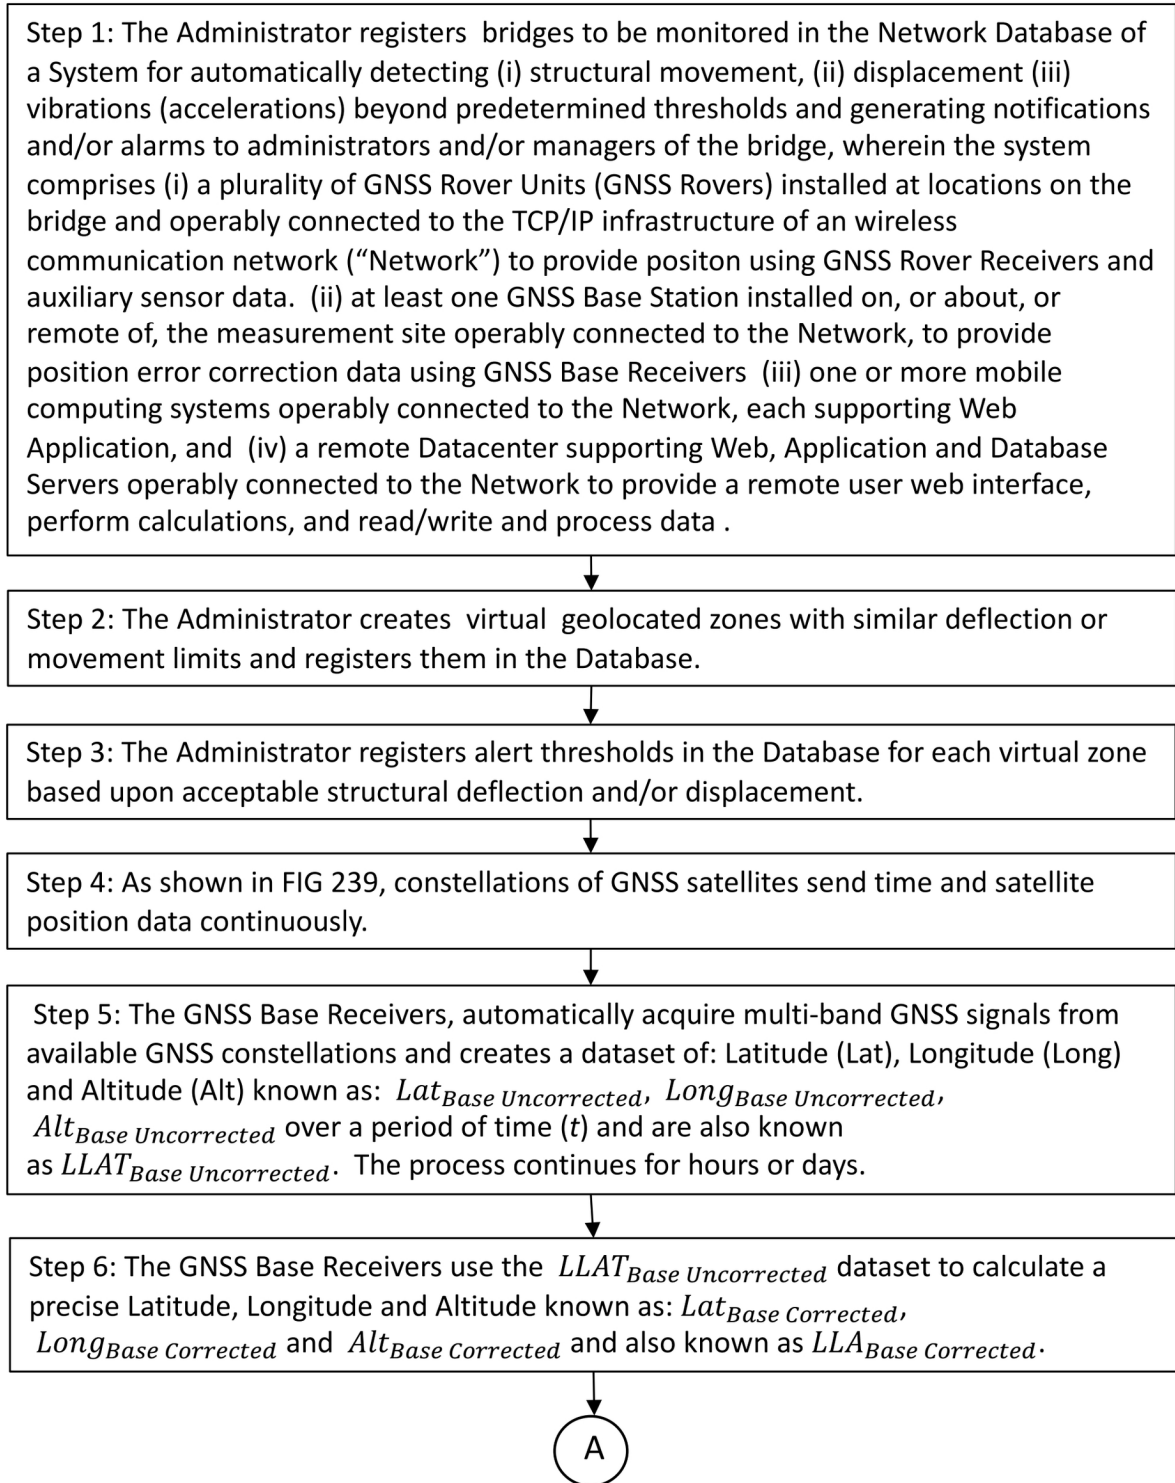 Step 1: The Administrator registers  bridges to be monitored in the Network Database of
a System for automatically detecting (i) structural movement, (ii) displacement (iii)
vibrations (accelerations) beyond predetermined thresholds and generating notifications
and/or alarms to administrators and/or managers of the bridge, wherein the system
comprises (i) a plurality of GNSS Rover Units (GNSS Rovers) installed at locations on the
bridge and operably connected to the TCP/IP infrastructure of an wireless
communication network (“Network”) to provide positon using GNSS Rover Receivers and
auxiliary sensor data.  (ii) at least one GNSS Base Station installed on, or about, or
remote of, the measurement site operably connected to the Network, to provide
position error correction data using GNSS Base Receivers  (iii) one or more mobile
computing systems operably connected to the Network, each supporting Web
Application, and  (iv) a remote Datacenter supporting Web, Application and Database
Servers operably connected to the Network to provide a remote user web interface,
perform calculations, and read/write and process data .
Step 2: The Administrator creates  virtual  geolocated zones with similar deflection or
movement limits and registers them in the Database.
Step 3: The Administrator registers alert thresholds in the Database for each virtual zone
based upon acceptable structural deflection and/or displacement.
Step 4: As shown in FIG 239, constellations of GNSS satellites send time and satellite
position data continuously.
Step 5: The GNSS Base Receivers, automatically acquire multi-band GNSS signals from
available GNSS constellations and creates a dataset of: Latitude (Lat), Longitude (Long)
and Altitude (Alt) known as:  Lat_Base Uncorrected,  Long_Base Uncorrected,
Alt_Base Uncorrected over a period of time (t) and are also known
as LLAT_Base Uncorrected.  The process continues for hours or days.
Step 6: The GNSS Base Receivers use the  LLAT_Base Uncorrected dataset to calculate a
precise Latitude, Longitude and Altitude known as: Lat_Base Corrected,
Long_Base Corrected and  Alt_Base Corrected and also known as LLA_Base Corrected.
A